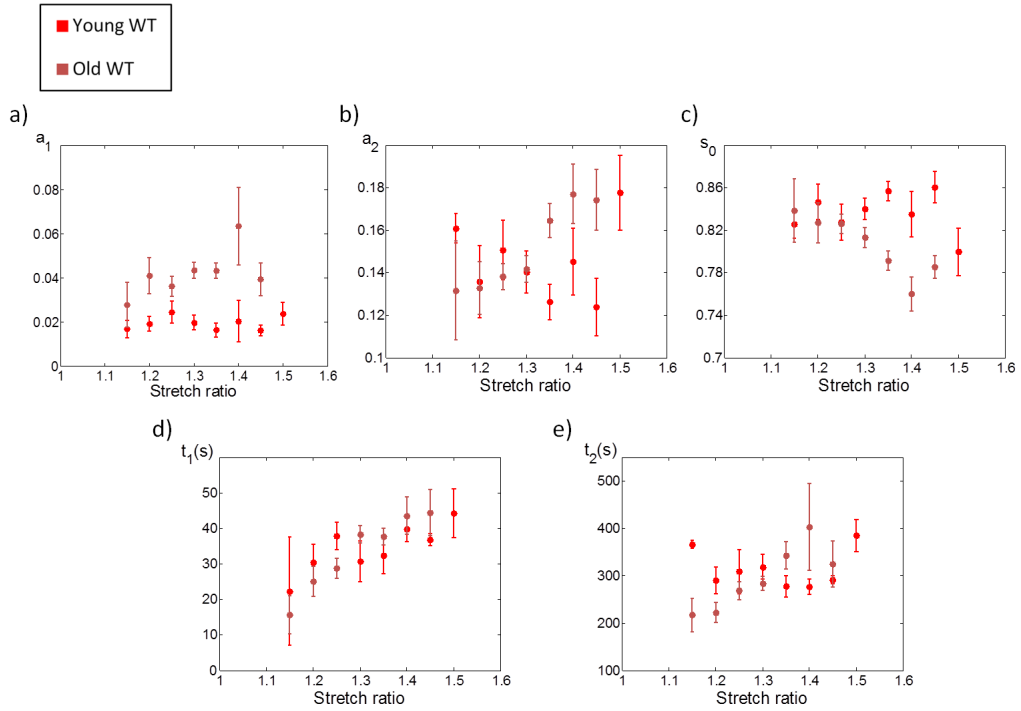 Young WT
Old WT
a)
b)
c)
a1
a2
s0
1 1.1 1.2 1.3 1.4 1.5 1.6
1 1.1 1.2 1.3 1.4 1.5 1.6
1 1.1 1.2 1.3 1.4 1.5 1.6
0.1
0.08
0.06
0.04
0.02
0
Stretch ratio
0.18
0.16
0.14
0.12
0.1
Stretch ratio
0.86
0.82
0.78
0.74
0.7
Stretch ratio
d)
e)
t1(s)
t2(s)
50
40
30
20
10
0
1 1.1 1.2 1.3 1.4 1.5 1.6
Stretch ratio
500
400
300
200
100
1 1.1 1.2 1.3 1.4 1.5 1.6
Stretch ratio